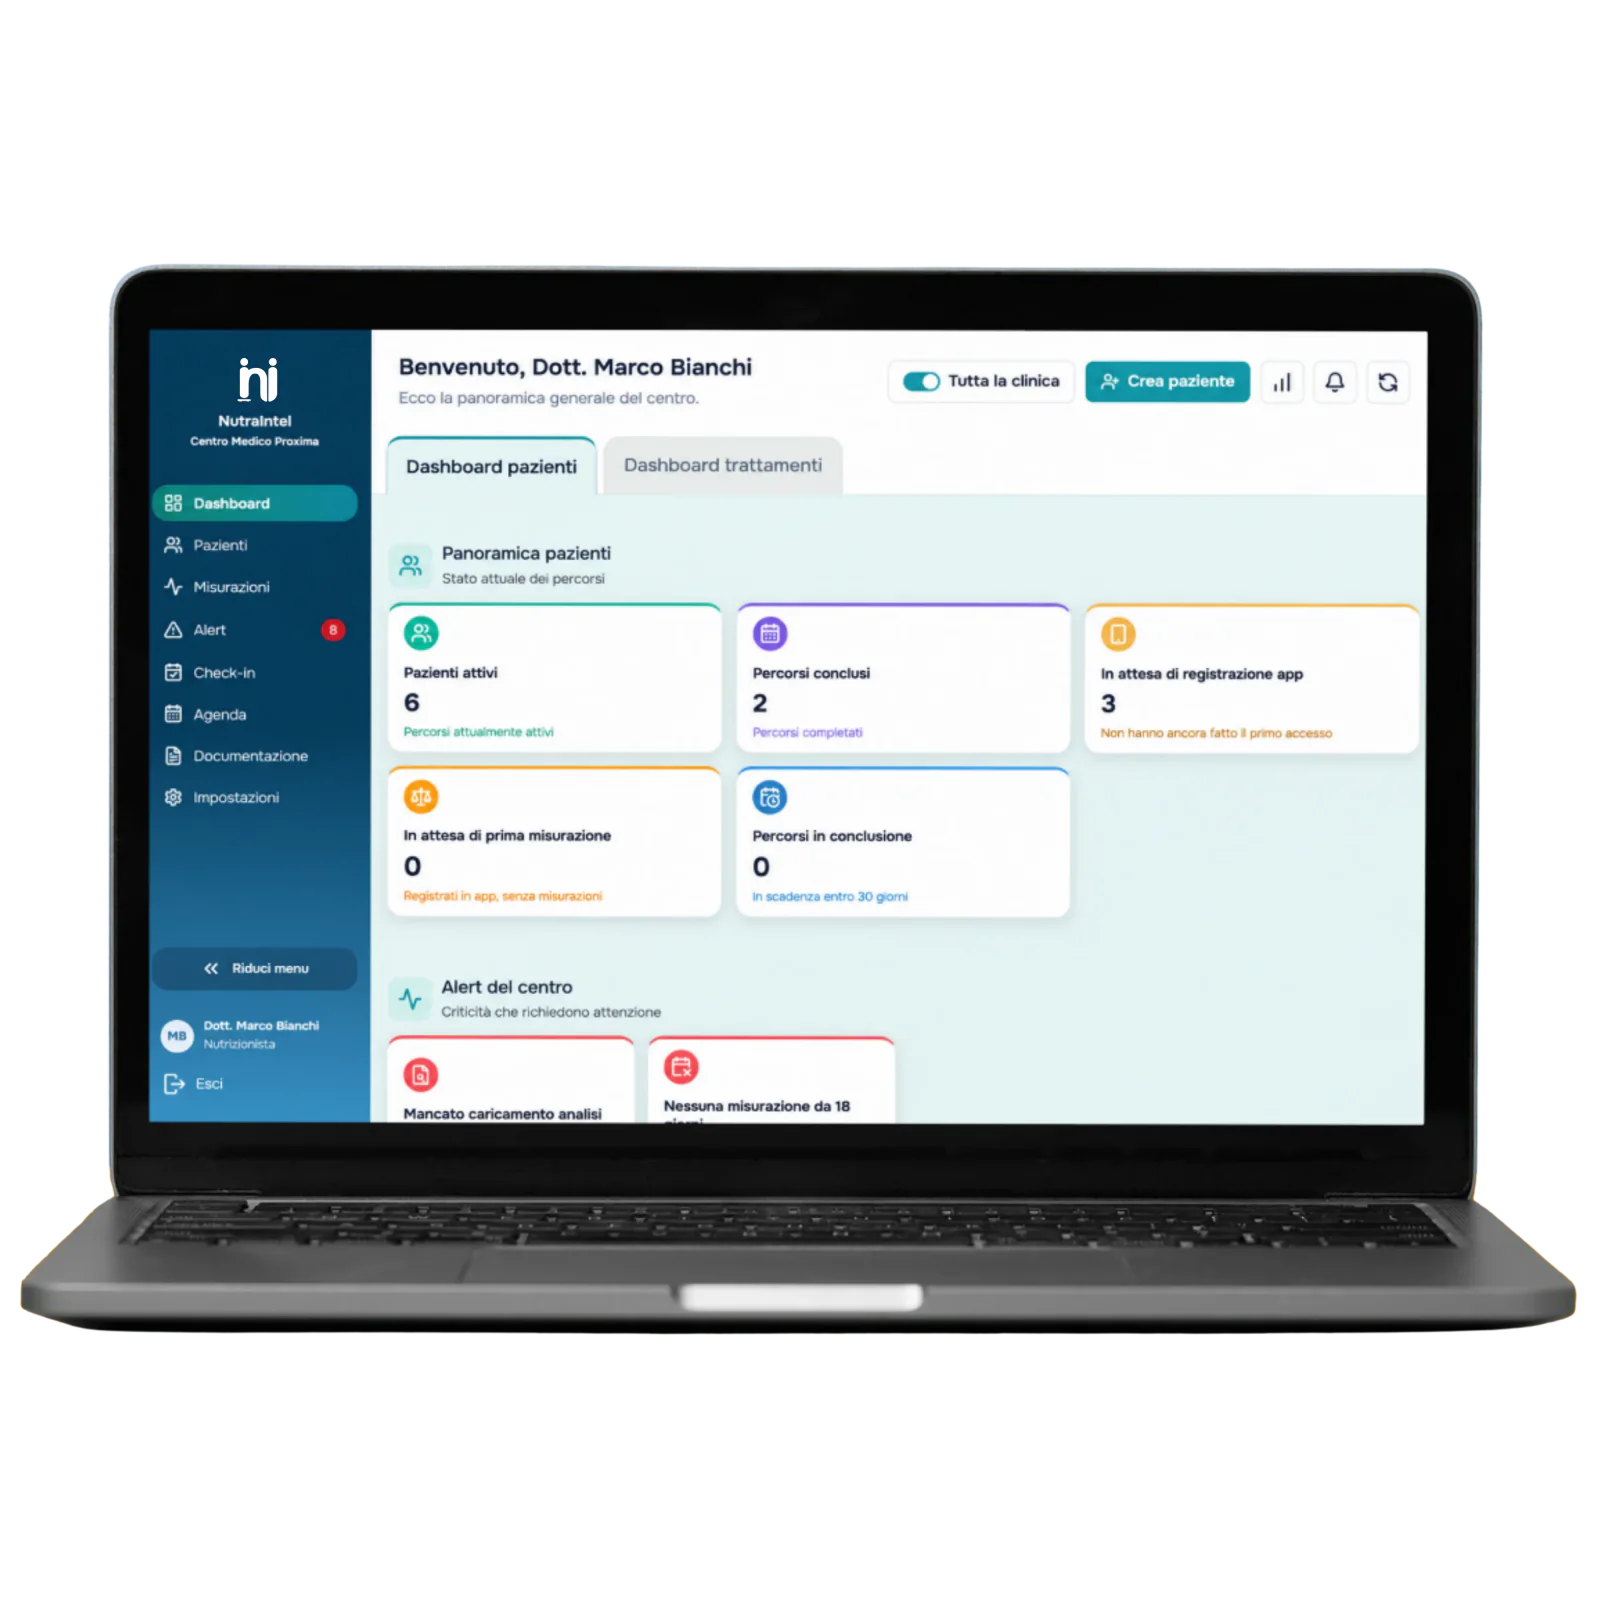 NutraIntel
Centro Medico Proxima
Dashboard
Pazienti
Misurazioni
Alert
8
Check-in
Agenda
Documentazione
Impostazioni
Riduci menu
MB
Dott. Marco Bianchi
Nutrizionista
Esci
Benvenuto, Dott. Marco Bianchi
Ecco la panoramica generale del centro.
Tutta la clinica
Crea paziente
Dashboard pazienti
Dashboard trattamenti
Panoramica pazienti
Stato attuale dei percorsi
Pazienti attivi
6
Percorsi attualmente attivi
Percorsi conclusi
2
Percorsi completati
In attesa di registrazione app
3
Non hanno ancora fatto il primo accesso
In attesa di prima misurazione
0
Registrati in app, senza misurazioni
Percorsi in conclusione
0
In scadenza entro 30 giorni
Alert del centro
Criticità che richiedono attenzione
Mancato caricamento analisi
Nessuna misurazione da 18